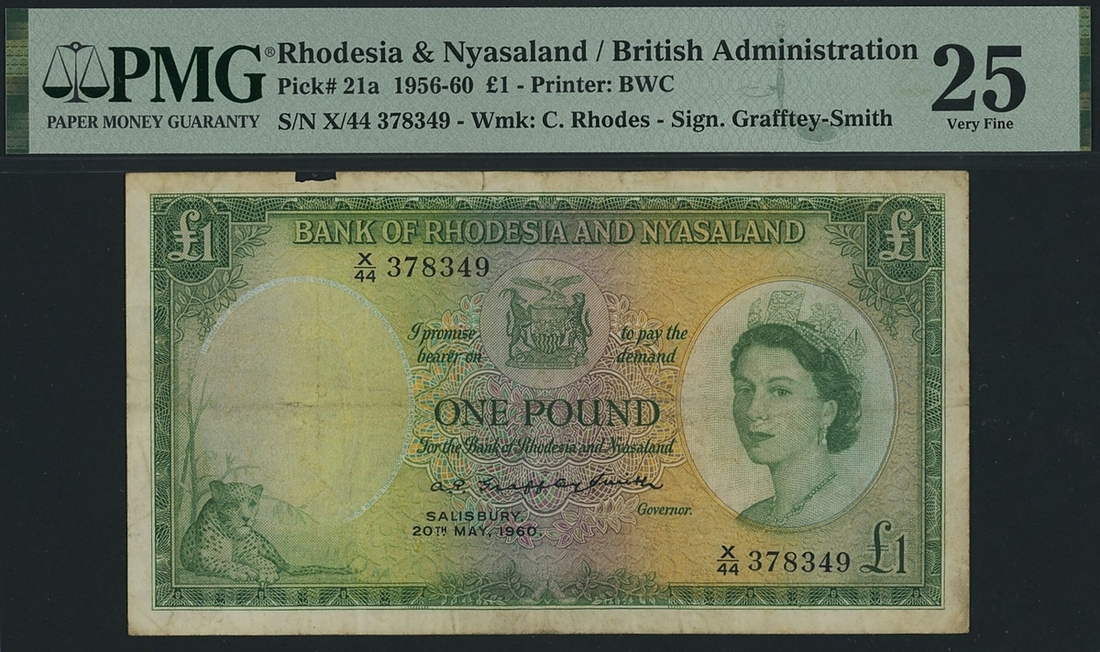 PMG® Rhodesia & Nyasaland / British Administration 25
Pick# 21a 1956-60 £1 - Printer: BWC
PAPER MONEY GUARANTY S/N X/44 378349 - Wmk: C. Rhodes - Sign. Grafftey-Smith Very Fine
£1 BANK OF RHODESIA AND NYASALAND £1
X/44 378349
I promise to pay the
bearer on demand
ONE POUND
For the Bank of Rhodesia and Nyasaland
A P Grafftey Smith
SALISBURY, Governor.
20TH MAY, 1960.
X/44 378349 £1